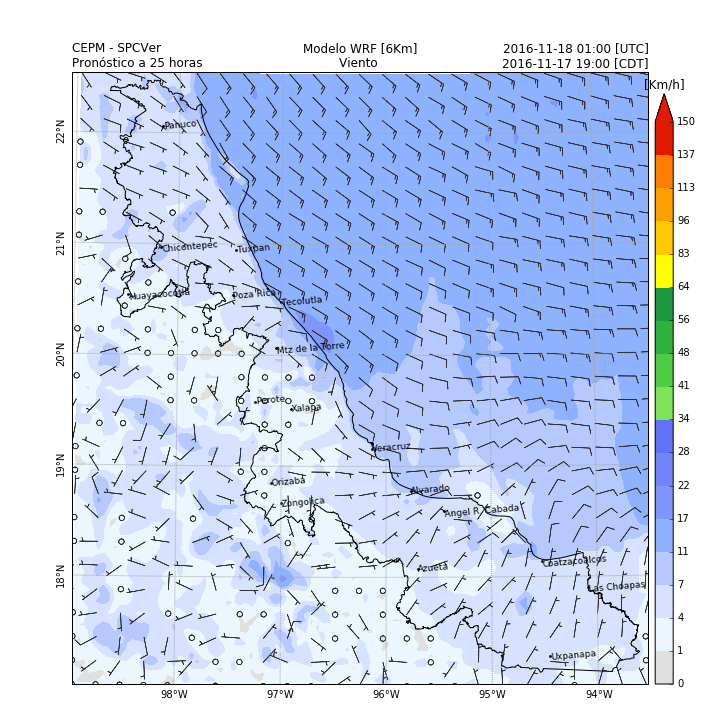 CEPM - SPCVer
Modelo WRF [6Km]
2016-11-18 01:00 [UTC]
Pronóstico a 25 horas
Viento
2016-11-17 19:00 [CDT]
[Km/h]
150
137
113
96
83
64
56
48
41
34
28
22
17
11
7
4
1
0
22°N
21°N
20°N
19°N
18°N
Panuco
Chicontepec
Tuxpan
Huayacocotla
Poza Rica
Tecolutla
Mtz de la Torre
Perote
Xalapa
Veracruz
Orizaba
Zongolica
Alvarado
Angel R. Cabada
Azueta
Coatzacoalcos
Las Choapas
Uxpanapa
98°W
97°W
96°W
95°W
94°W